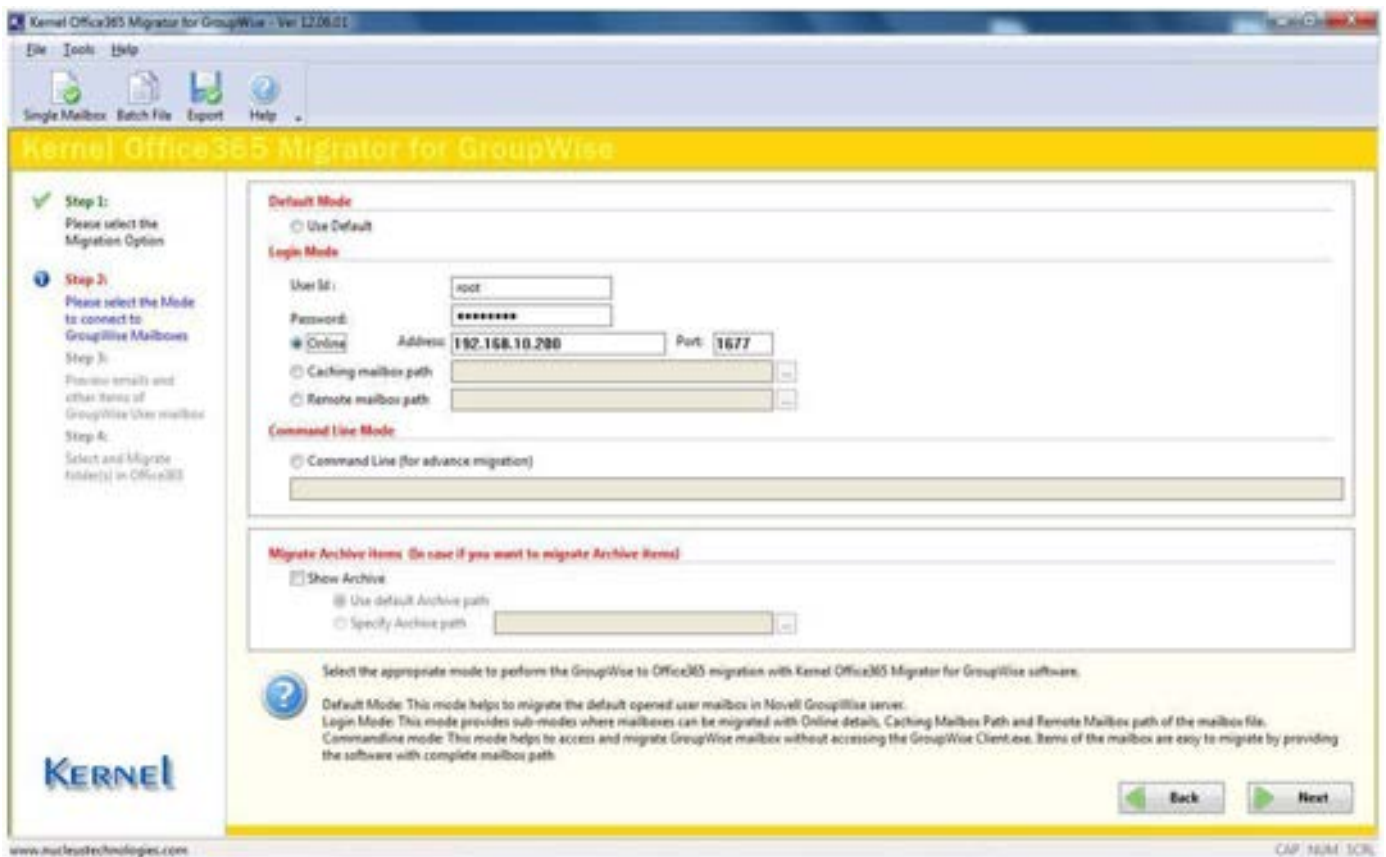 Kernel Office365 Migrator for GroupWise - Ver 12.06.01
File Tools Help
Single Mailbox Batch File Export Help
Kernel Office365 Migrator for GroupWise
Step 1:
Please select the
Migration Option
Step 2:
Please select the Mode
to connect to
GroupWise Mailboxes
Step 3:
Preview emails and
other items of
GroupWise User mailbox
Step 4:
Select and Migrate
folder(s) in Office365
KERNEl
Default Mode
Use Default
Login Mode
User Id : root
Password: ••••••••
Online Address: 192.168.10.200 Port: 1677
Caching mailbox path ...
Remote mailbox path ...
Command Line Mode
Command Line (for advance migration)
Migrate Archive items (In case if you want to migrate Archive items)
Show Archive
Use default Archive path
Specify Archive path ...
Select the appropriate mode to perform the GroupWise to Office365 migration with Kernel Office365 Migrator for GroupWise software.
Default Mode: This mode helps to migrate the default opened user mailbox in Novell GroupWise server.
Login Mode: This mode provides sub-modes where mailboxes can be migrated with Online details, Caching Mailbox Path and Remote Mailbox path of the mailbox file.
Commandline mode: This mode helps to access and migrate GroupWise mailbox without accessing the GroupWise Client.exe. Items of the mailbox are easy to migrate by providing
the software with complete mailbox path
Back Next
www.nucleustechnologies.com
CAP NUM SCRL